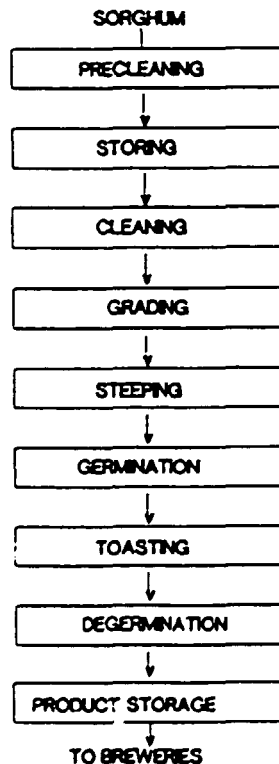 SORGHUM
PRECLEANING
STORING
CLEANING
GRADING
STEEPING
GERMINATION
TOASTING
DEGERMINATION
PRODUCT STORAGE
TO BREWERIES